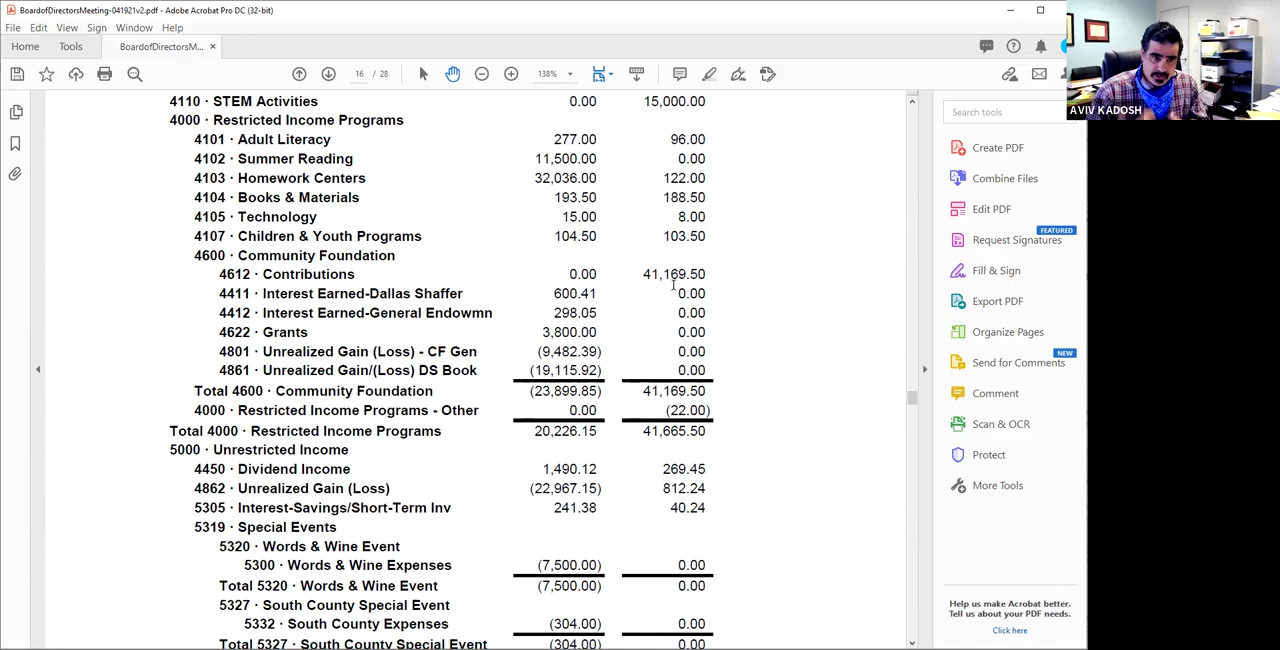 BoardofDirectorsMeeting-041921v2.pdf - Adobe Acrobat Pro DC (32-bit)
File Edit View Sign Window Help
Home Tools BoardofDirectorsM... ×
16 / 28 138%
AVIV KADOSH
4110 · STEM Activities 0.00 15,000.00
4000 · Restricted Income Programs
4101 · Adult Literacy 277.00 96.00
4102 · Summer Reading 11,500.00 0.00
4103 · Homework Centers 32,036.00 122.00
4104 · Books & Materials 193.50 188.50
4105 · Technology 15.00 8.00
4107 · Children & Youth Programs 104.50 103.50
4600 · Community Foundation
4612 · Contributions 0.00 41,169.50
4411 · Interest Earned-Dallas Shaffer 600.41 0.00
4412 · Interest Earned-General Endowmn 298.05 0.00
4622 · Grants 3,800.00 0.00
4801 · Unrealized Gain (Loss) - CF Gen (9,482.39) 0.00
4861 · Unrealized Gain/(Loss) DS Book (19,115.92) 0.00
Total 4600 · Community Foundation (23,899.85) 41,169.50
4000 · Restricted Income Programs - Other 0.00 (22.00)
Total 4000 · Restricted Income Programs 20,226.15 41,665.50
5000 · Unrestricted Income
4450 · Dividend Income 1,490.12 269.45
4862 · Unrealized Gain (Loss) (22,967.15) 812.24
5305 · Interest-Savings/Short-Term Inv 241.38 40.24
5319 · Special Events
5320 · Words & Wine Event
5300 · Words & Wine Expenses (7,500.00) 0.00
Total 5320 · Words & Wine Event (7,500.00) 0.00
5327 · South County Special Event
5332 · South County Expenses (304.00) 0.00
Total 5327 · South County Special Event (304.00) 0.00
Search tools
Create PDF
Combine Files
Edit PDF
FEATURED
Request Signatures
Fill & Sign
Export PDF
Organize Pages
NEW
Send for Comments
Comment
Scan & OCR
Protect
More Tools
Help us make Acrobat better.
Tell us about your PDF needs.
Click here